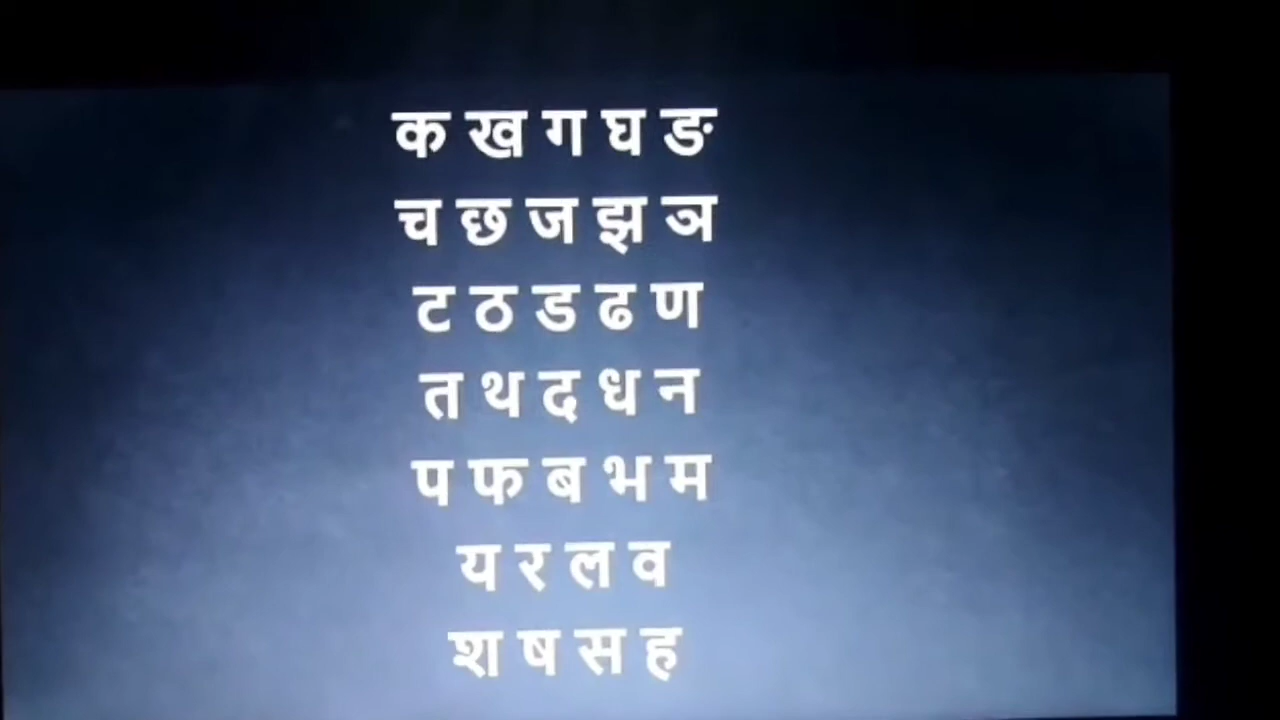 क ख ग घ ङ
च छ ज झ ञ
ट ठ ड ढ ण
त थ द ध न
प फ ब भ म
य र ल व
श ष स ह